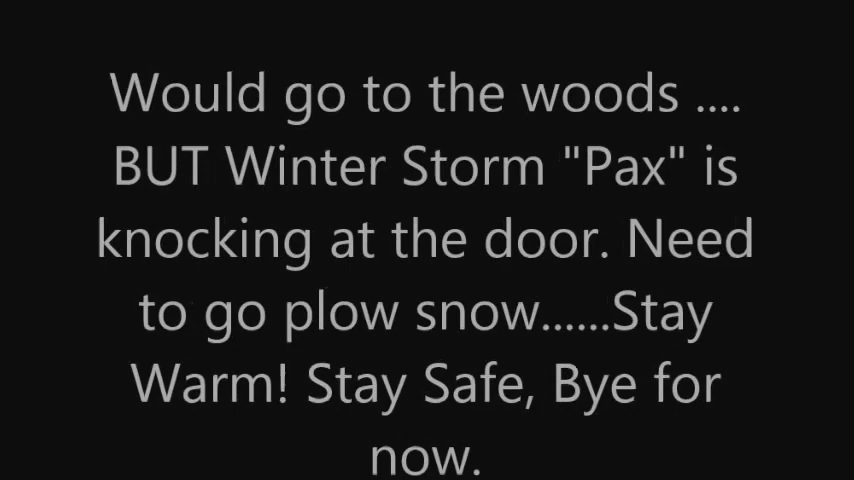 Would go to the woods ....
BUT Winter Storm "Pax" is
knocking at the door. Need
to go plow snow......Stay
Warm! Stay Safe, Bye for
now.